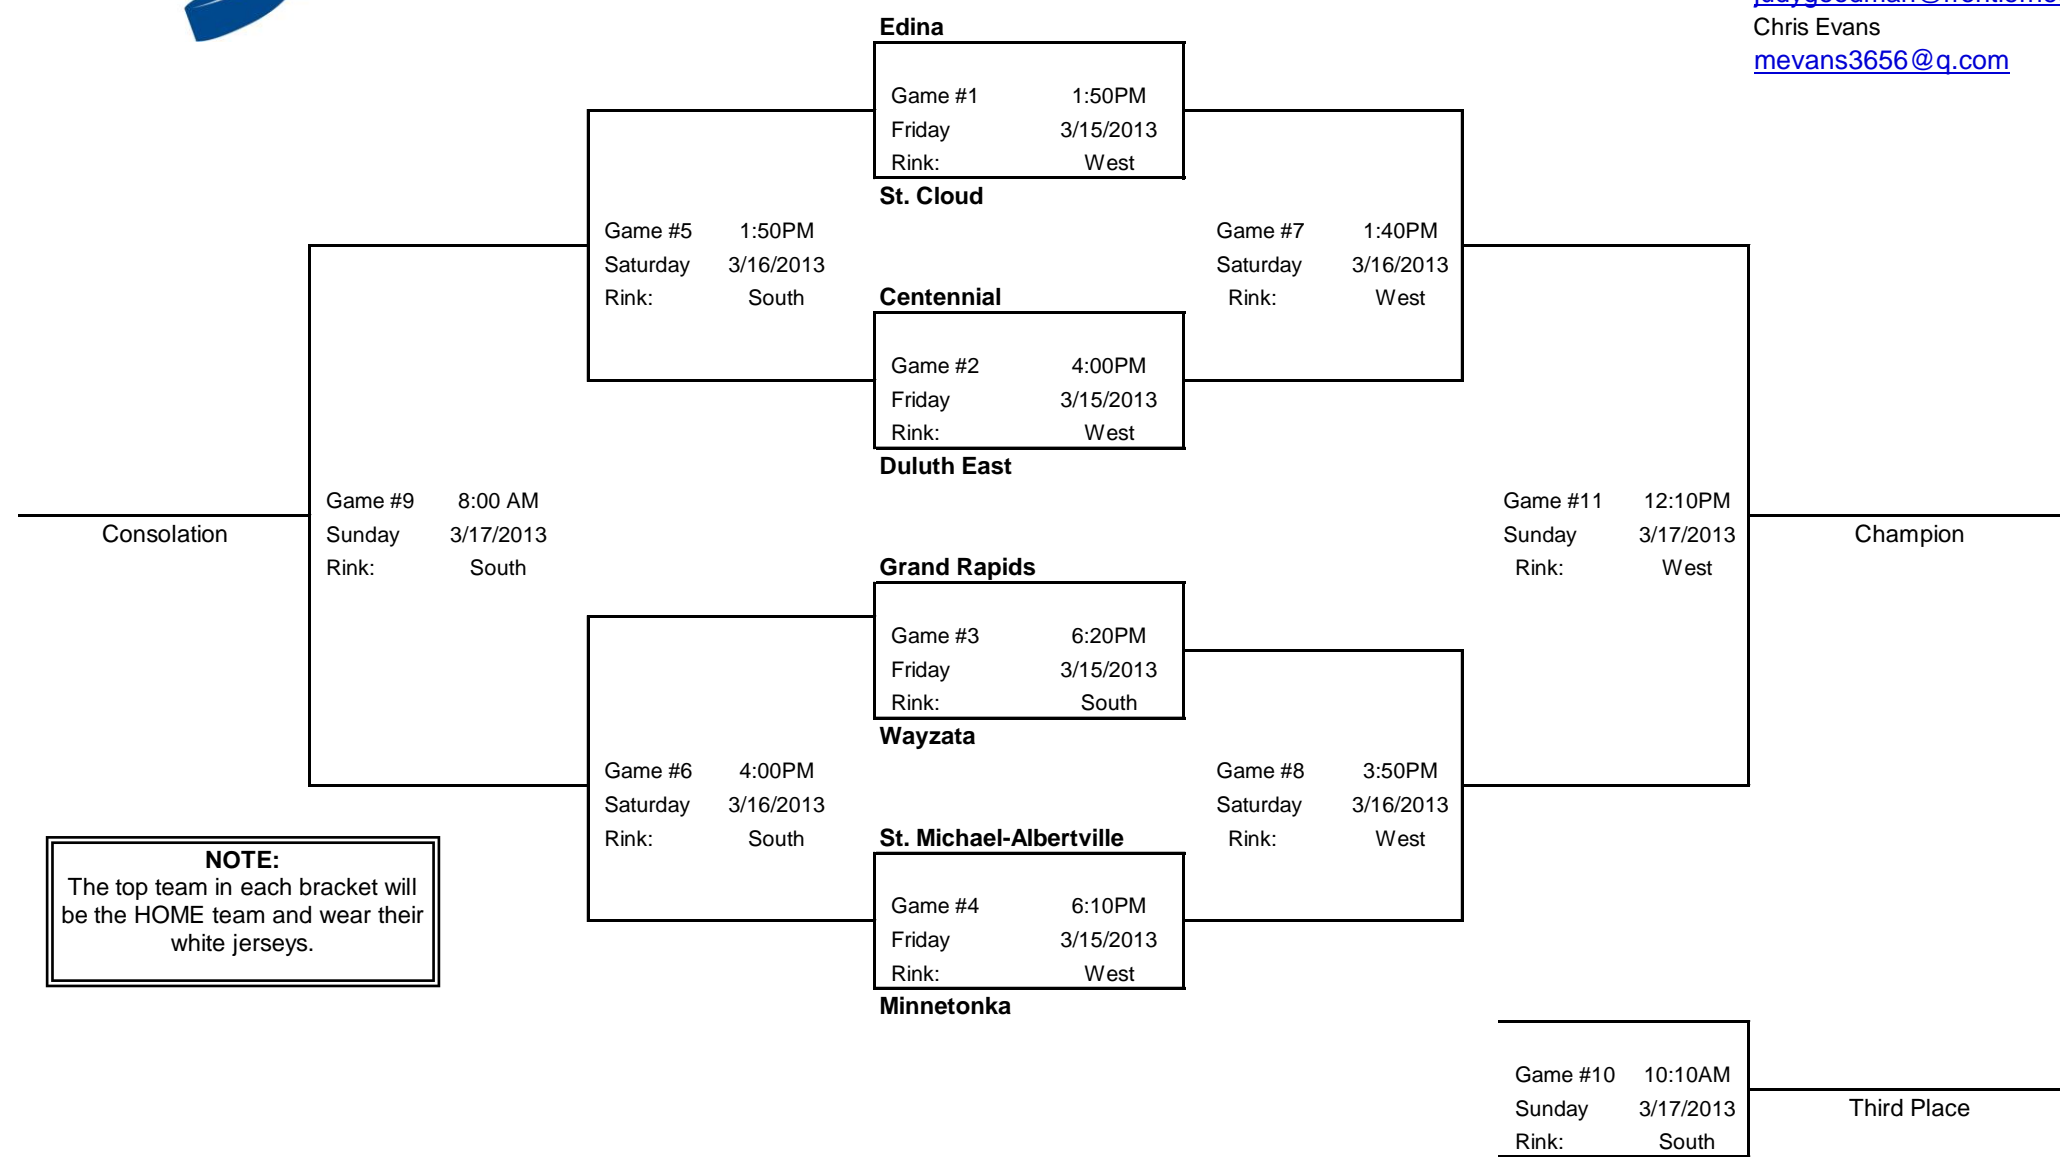 Chris Evans
mevans3656@q.com
Edina
Game #1 1:50PM
Friday 3/15/2013
Rink: West
St. Cloud
Game #5 1:50PM
Saturday 3/16/2013
Rink: South
Game #7 1:40PM
Saturday 3/16/2013
Rink: West
Centennial
Game #2 4:00PM
Friday 3/15/2013
Rink: West
Duluth East
Game #9 8:00 AM
Sunday 3/17/2013
Rink: South
Consolation
Game #11 12:10PM
Sunday 3/17/2013
Rink: West
Champion
Grand Rapids
Game #3 6:20PM
Friday 3/15/2013
Rink: South
Wayzata
Game #6 4:00PM
Saturday 3/16/2013
Rink: South
Game #8 3:50PM
Saturday 3/16/2013
Rink: West
St. Michael-Albertville
Game #4 6:10PM
Friday 3/15/2013
Rink: West
Minnetonka
NOTE:
The top team in each bracket will
be the HOME team and wear their
white jerseys.
Game #10 10:10AM
Sunday 3/17/2013
Rink: South
Third Place